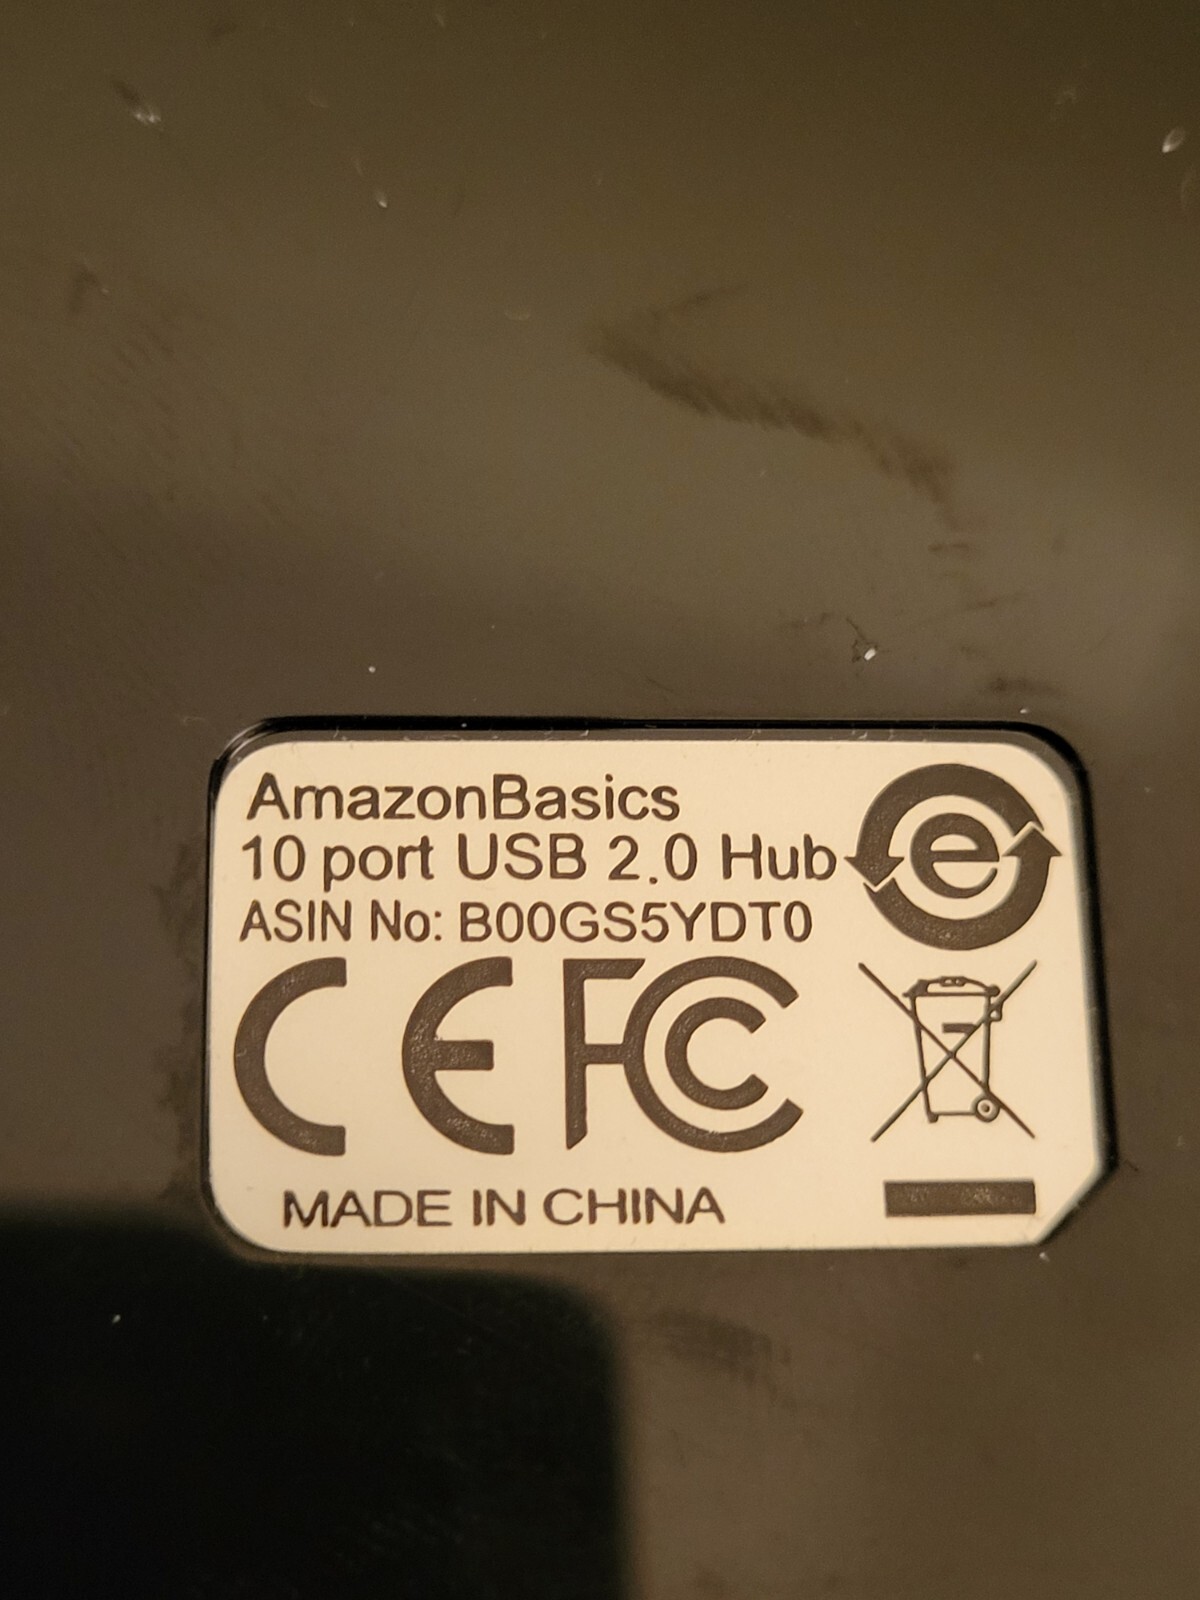 AmazonBasics
10 port USB 2.0 Hub
ASIN No: B00GS5YDT0
CE FC
e
MADE IN CHINA